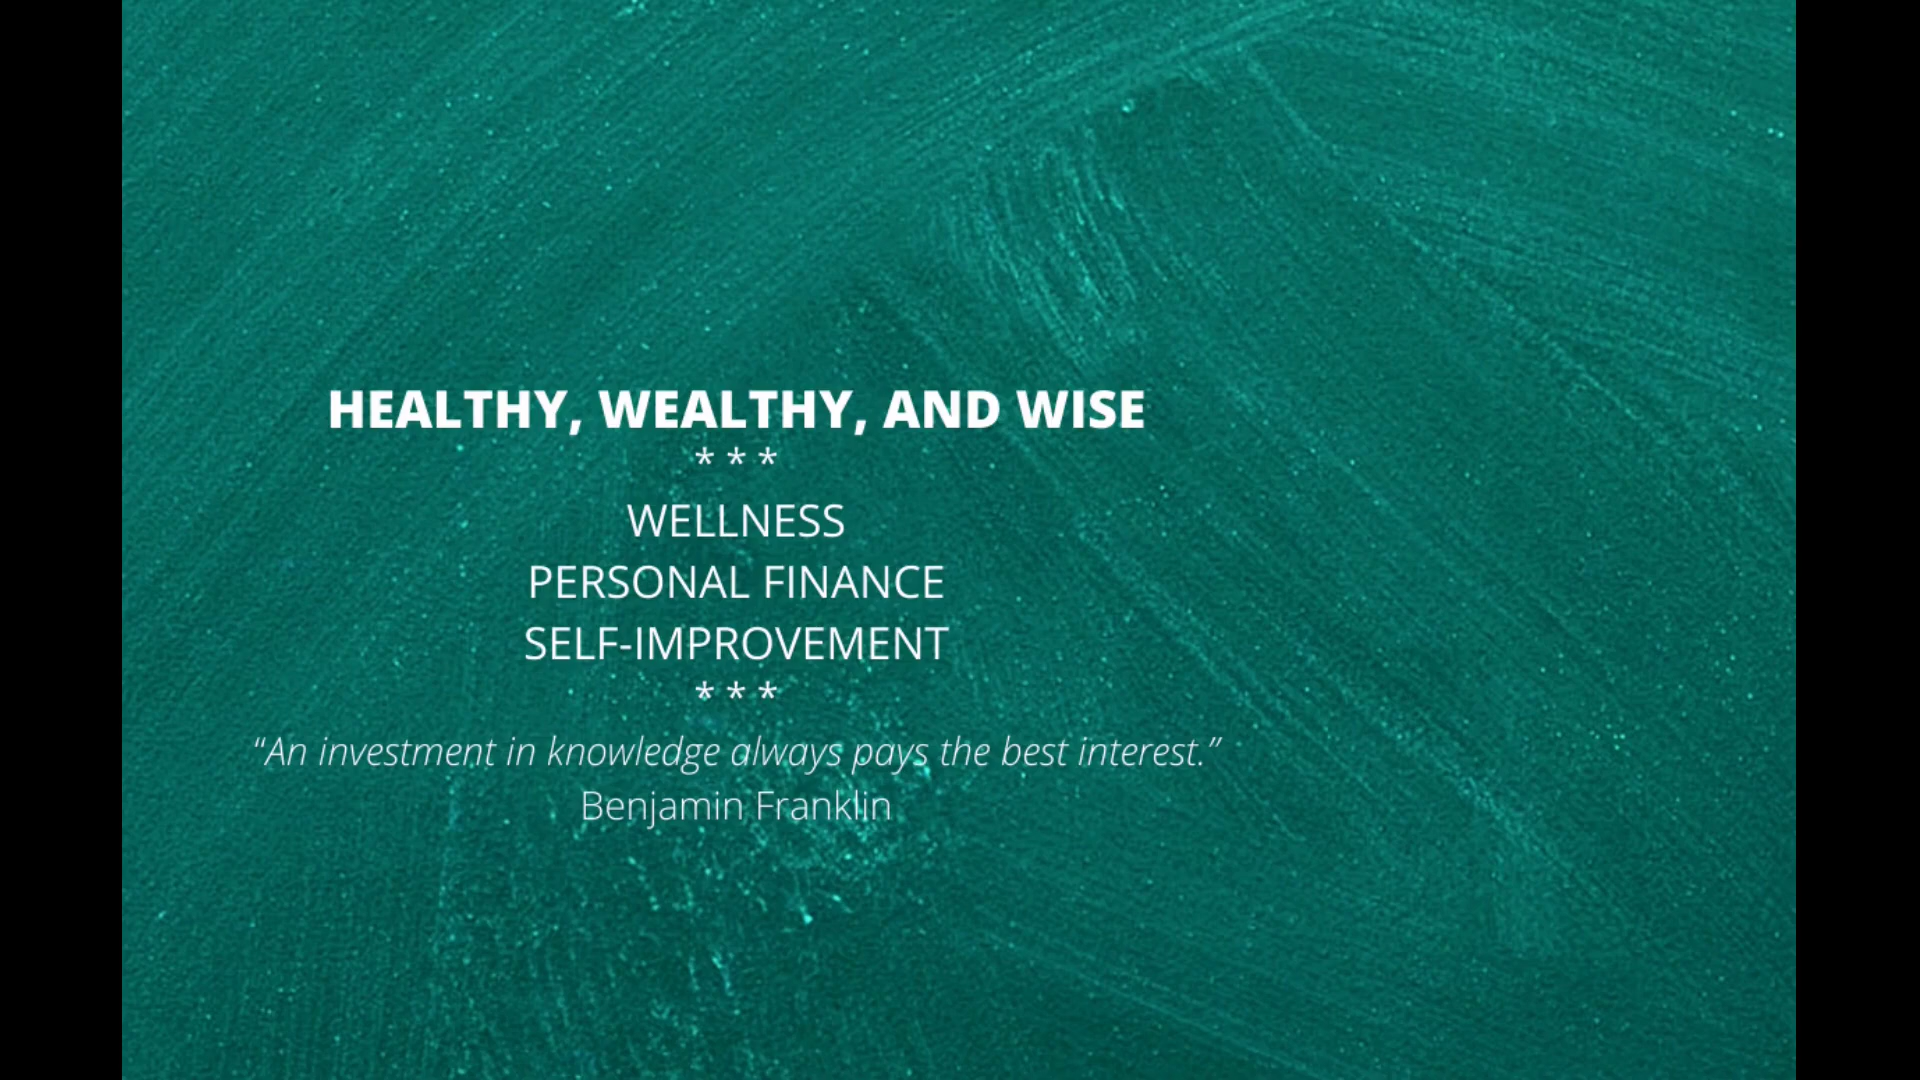 HEALTHY, WEALTHY, AND WISE
* * *
WELLNESS
PERSONAL FINANCE
SELF-IMPROVEMENT
* * *
“An investment in knowledge always pays the best interest.”
Benjamin Franklin